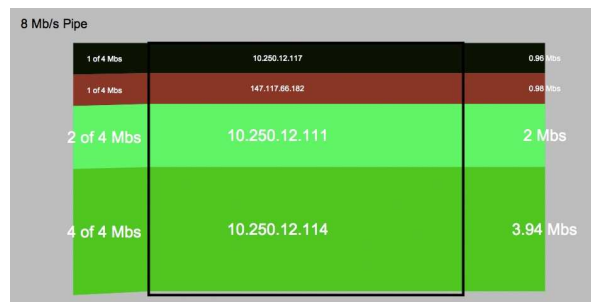 8 Mb/s Pipe
1 of 4 Mbs 10.250.12.117 0.96 Mbs
1 of 4 Mbs 147.117.66.182 0.98 Mbs
2 of 4 Mbs 10.250.12.111 2 Mbs
4 of 4 Mbs 10.250.12.114 3.94 Mbs